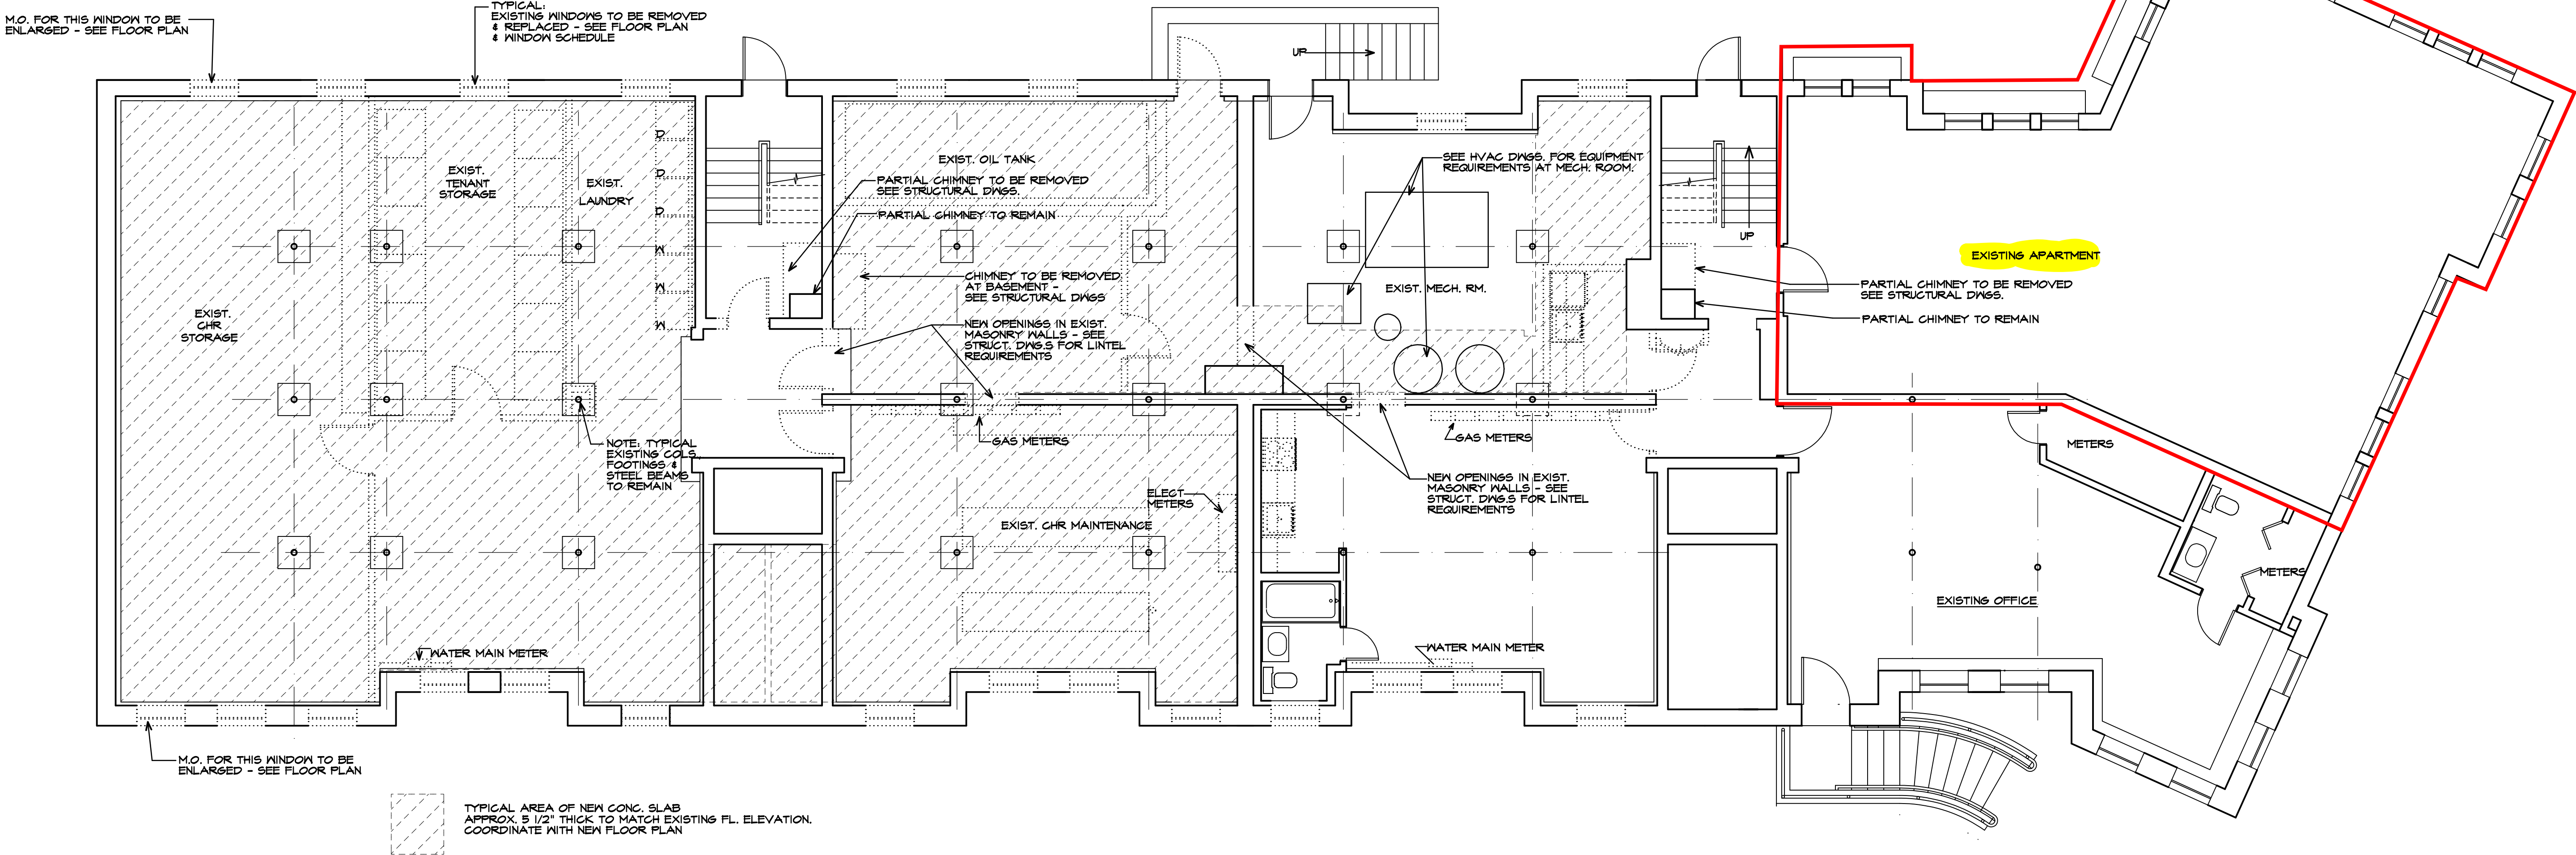 M.O. FOR THIS WINDOW TO BE
ENLARGED - SEE FLOOR PLAN
TYPICAL:
EXISTING WINDOWS TO BE REMOVED
& REPLACED - SEE FLOOR PLAN
& WINDOW SCHEDULE
UP
EXIST.
TENANT
STORAGE
EXIST.
LAUNDRY
D
D
D
W
W
W
EXIST.
CHR
STORAGE
EXIST. OIL TANK
PARTIAL CHIMNEY TO BE REMOVED
SEE STRUCTURAL DWGS.
PARTIAL CHIMNEY TO REMAIN
CHIMNEY TO BE REMOVED
AT BASEMENT -
SEE STRUCTURAL DWGS
NEW OPENINGS IN EXIST.
MASONRY WALLS - SEE
STRUCT. DWG.S FOR LINTEL
REQUIREMENTS
SEE HVAC DWGS. FOR EQUIPMENT
REQUIREMENTS AT MECH. ROOM.
EXIST. MECH. RM.
UP
EXISTING APARTMENT
PARTIAL CHIMNEY TO BE REMOVED
SEE STRUCTURAL DWGS.
PARTIAL CHIMNEY TO REMAIN
NOTE: TYPICAL
EXISTING COLS,
FOOTINGS &
STEEL BEAMS
TO REMAIN
GAS METERS
GAS METERS
METERS
NEW OPENINGS IN EXIST.
MASONRY WALLS - SEE
STRUCT. DWG.S FOR LINTEL
REQUIREMENTS
ELECT
METERS
EXIST. CHR MAINTENANCE
METERS
EXISTING OFFICE
WATER MAIN METER
WATER MAIN METER
M.O. FOR THIS WINDOW TO BE
ENLARGED - SEE FLOOR PLAN
TYPICAL AREA OF NEW CONC. SLAB
APPROX. 5 1/2" THICK TO MATCH EXISTING FL. ELEVATION.
COORDINATE WITH NEW FLOOR PLAN